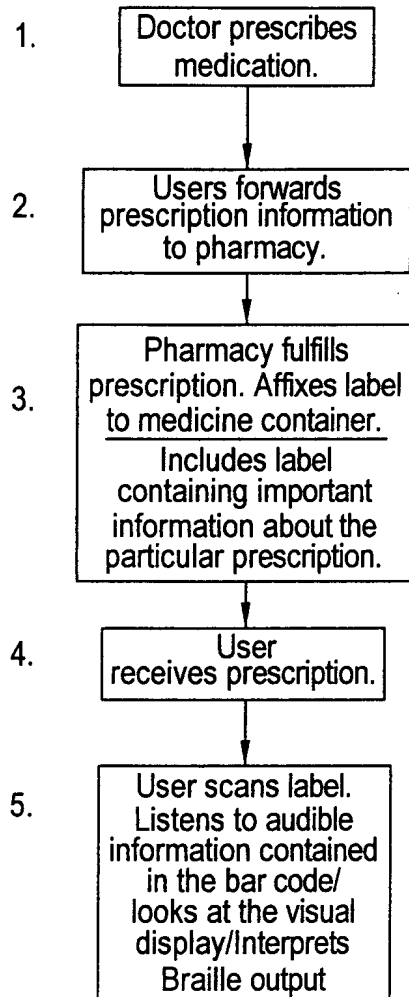 1.
Doctor prescribes
medication.
2.
Users forwards
prescription information
to pharmacy.
3.
Pharmacy fulfills
prescription. Affixes label
to medicine container.
Includes label
containing important
information about the
particular prescription.
4.
User
receives prescription.
5.
User scans label.
Listens to audible
information contained
in the bar code/
looks at the visual
display/Interprets
Braille output